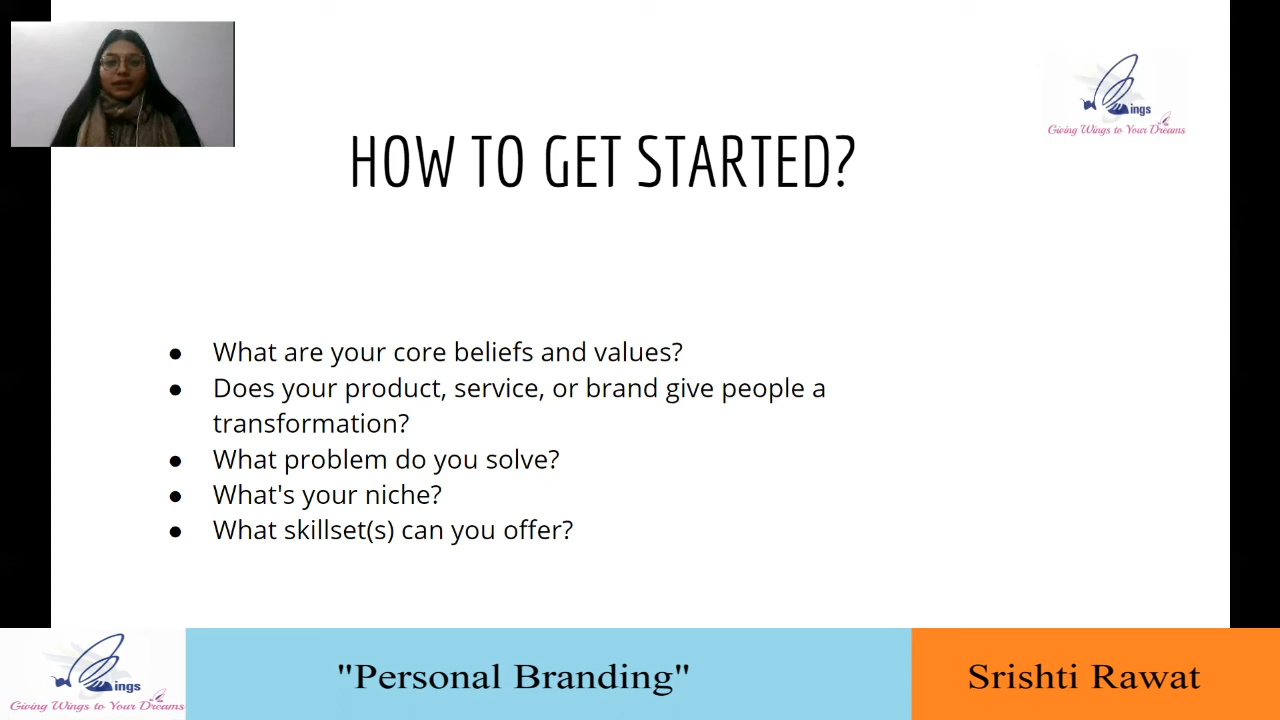 ings
Giving Wings to Your Dreams
HOW TO GET STARTED?
● What are your core beliefs and values?
● Does your product, service, or brand give people a
transformation?
● What problem do you solve?
● What's your niche?
● What skillset(s) can you offer?
ings
Giving Wings to Your Dreams
"Personal Branding"
Srishti Rawat